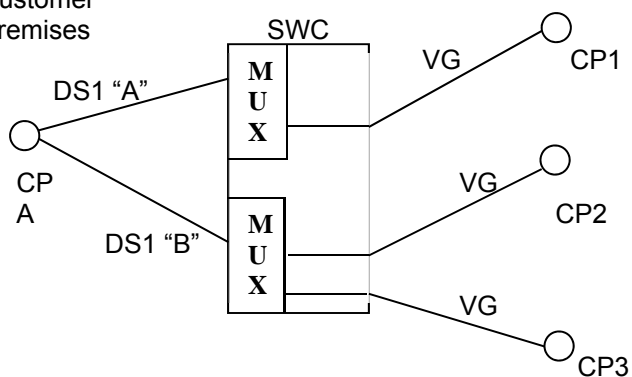 ustomer
remises
SWC
VG
CP1
DS1 “A”
M
U
X
CP
A
VG
CP2
DS1 “B”
M
U
X
VG
CP3